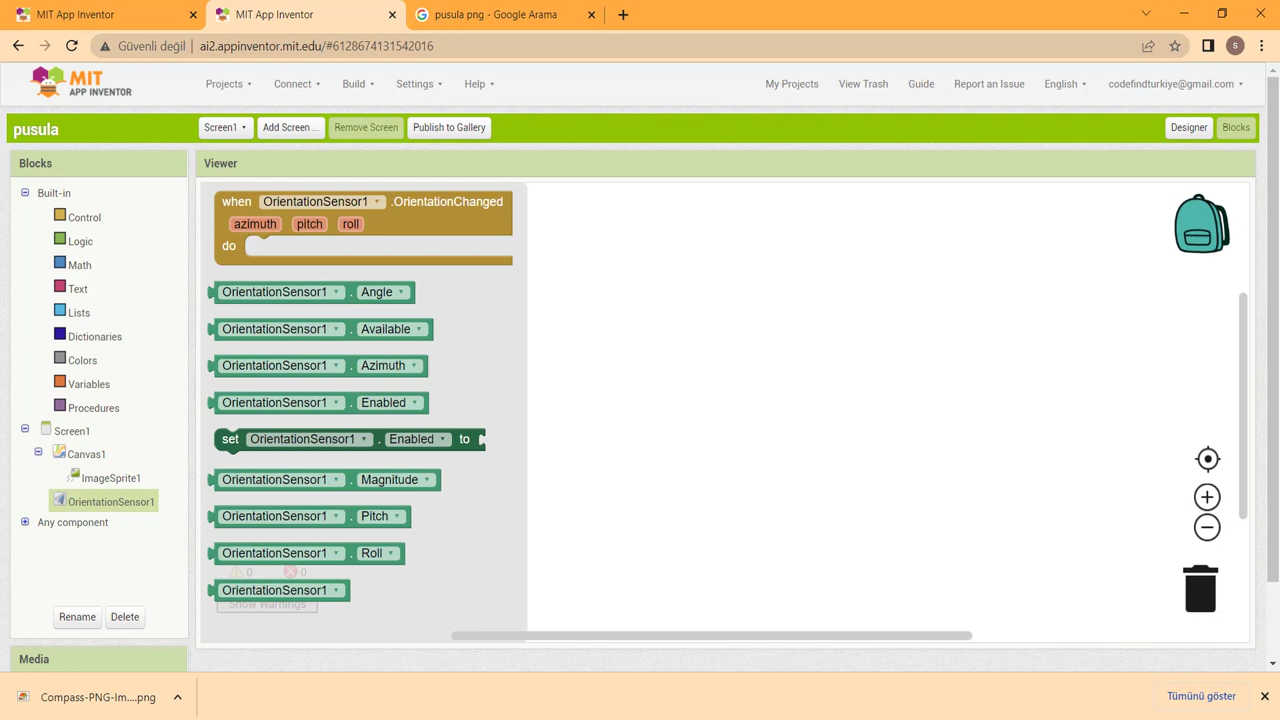 MIT App Inventor
MIT App Inventor
pusula png - Google Arama
Güvenli değil
ai2.appinventor.mit.edu/#6128674131542016
S
MIT
APP INVENTOR
Projects
Connect
Build
Settings
Help
My Projects
View Trash
Guide
Report an Issue
English
codefindturkiye@gmail.com
pusula
Screen1
Add Screen ...
Remove Screen
Publish to Gallery
Designer
Blocks
Blocks
Built-in
Control
Logic
Math
Text
Lists
Dictionaries
Colors
Variables
Procedures
Screen1
Canvas1
ImageSprite1
OrientationSensor1
Any component
Rename
Delete
Media
Viewer
when OrientationSensor1 .OrientationChanged
azimuth pitch roll
do
OrientationSensor1 . Angle
OrientationSensor1 . Available
OrientationSensor1 . Azimuth
OrientationSensor1 . Enabled
set OrientationSensor1 . Enabled to
OrientationSensor1 . Magnitude
OrientationSensor1 . Pitch
OrientationSensor1 . Roll
0 0
OrientationSensor1
Show Warnings
Compass-PNG-Im....png
Tümünü göster